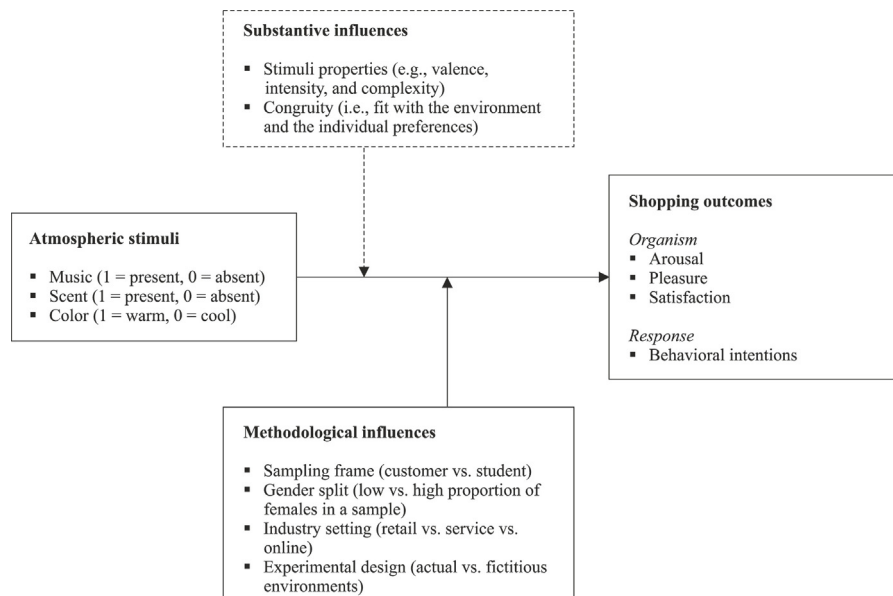 Substantive influences
▪ Stimuli properties (e.g., valence,
intensity, and complexity)
▪ Congruity (i.e., fit with the environment
and the individual preferences)
Atmospheric stimuli
▪ Music (1 = present, 0 = absent)
▪ Scent (1 = present, 0 = absent)
▪ Color (1 = warm, 0 = cool)
Shopping outcomes
Organism
▪ Arousal
▪ Pleasure
▪ Satisfaction
Response
▪ Behavioral intentions
Methodological influences
▪ Sampling frame (customer vs. student)
▪ Gender split (low vs. high proportion of
females in a sample)
▪ Industry setting (retail vs. service vs.
online)
▪ Experimental design (actual vs. fictitious
environments)